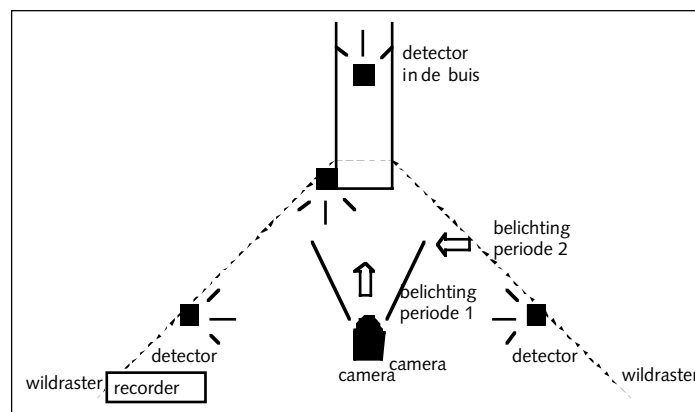 detector
in de buis
belichting
periode 2
belichting
periode 1
detector
camera
camera
detector
wildraster
recorder
wildraster